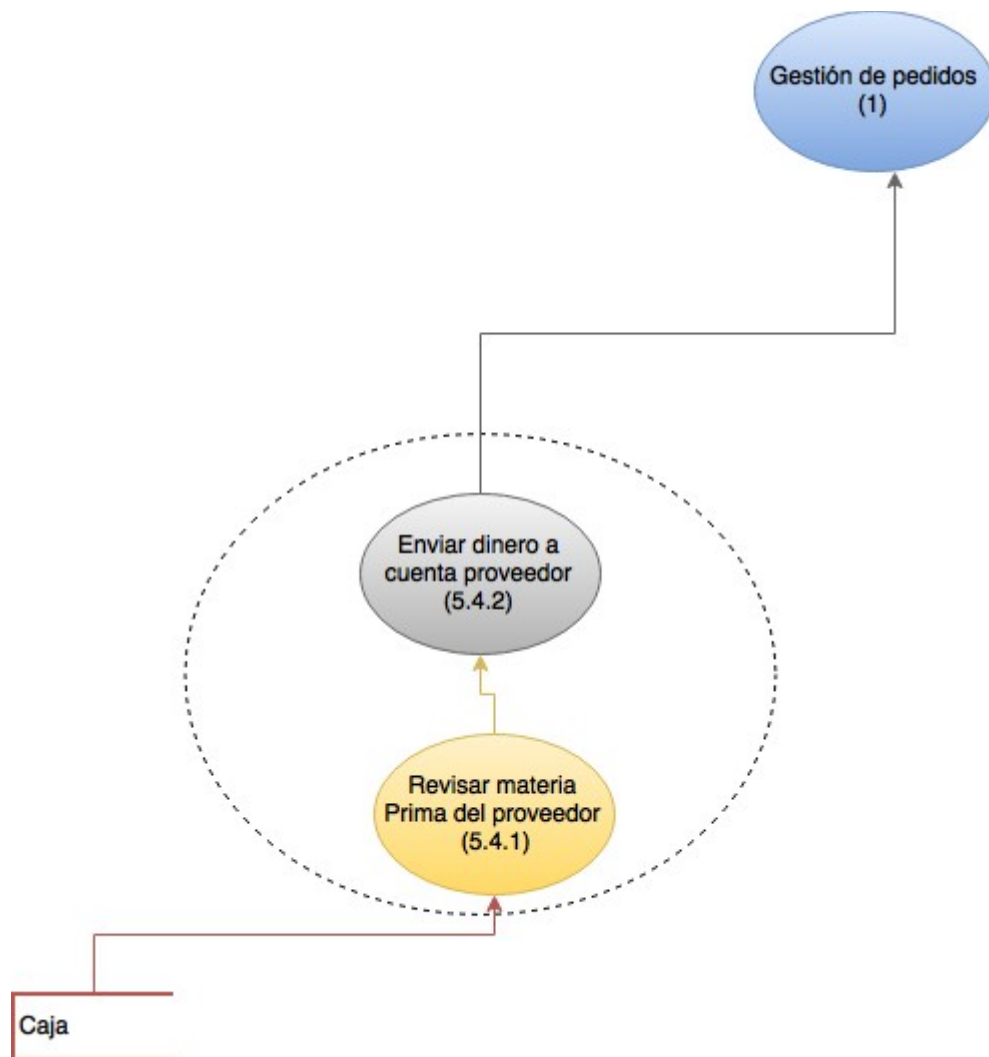 Gestión de pedidos
(1)
Enviar dinero a
cuenta proveedor
(5.4.2)
Revisar materia
Prima del proveedor
(5.4.1)
Caja